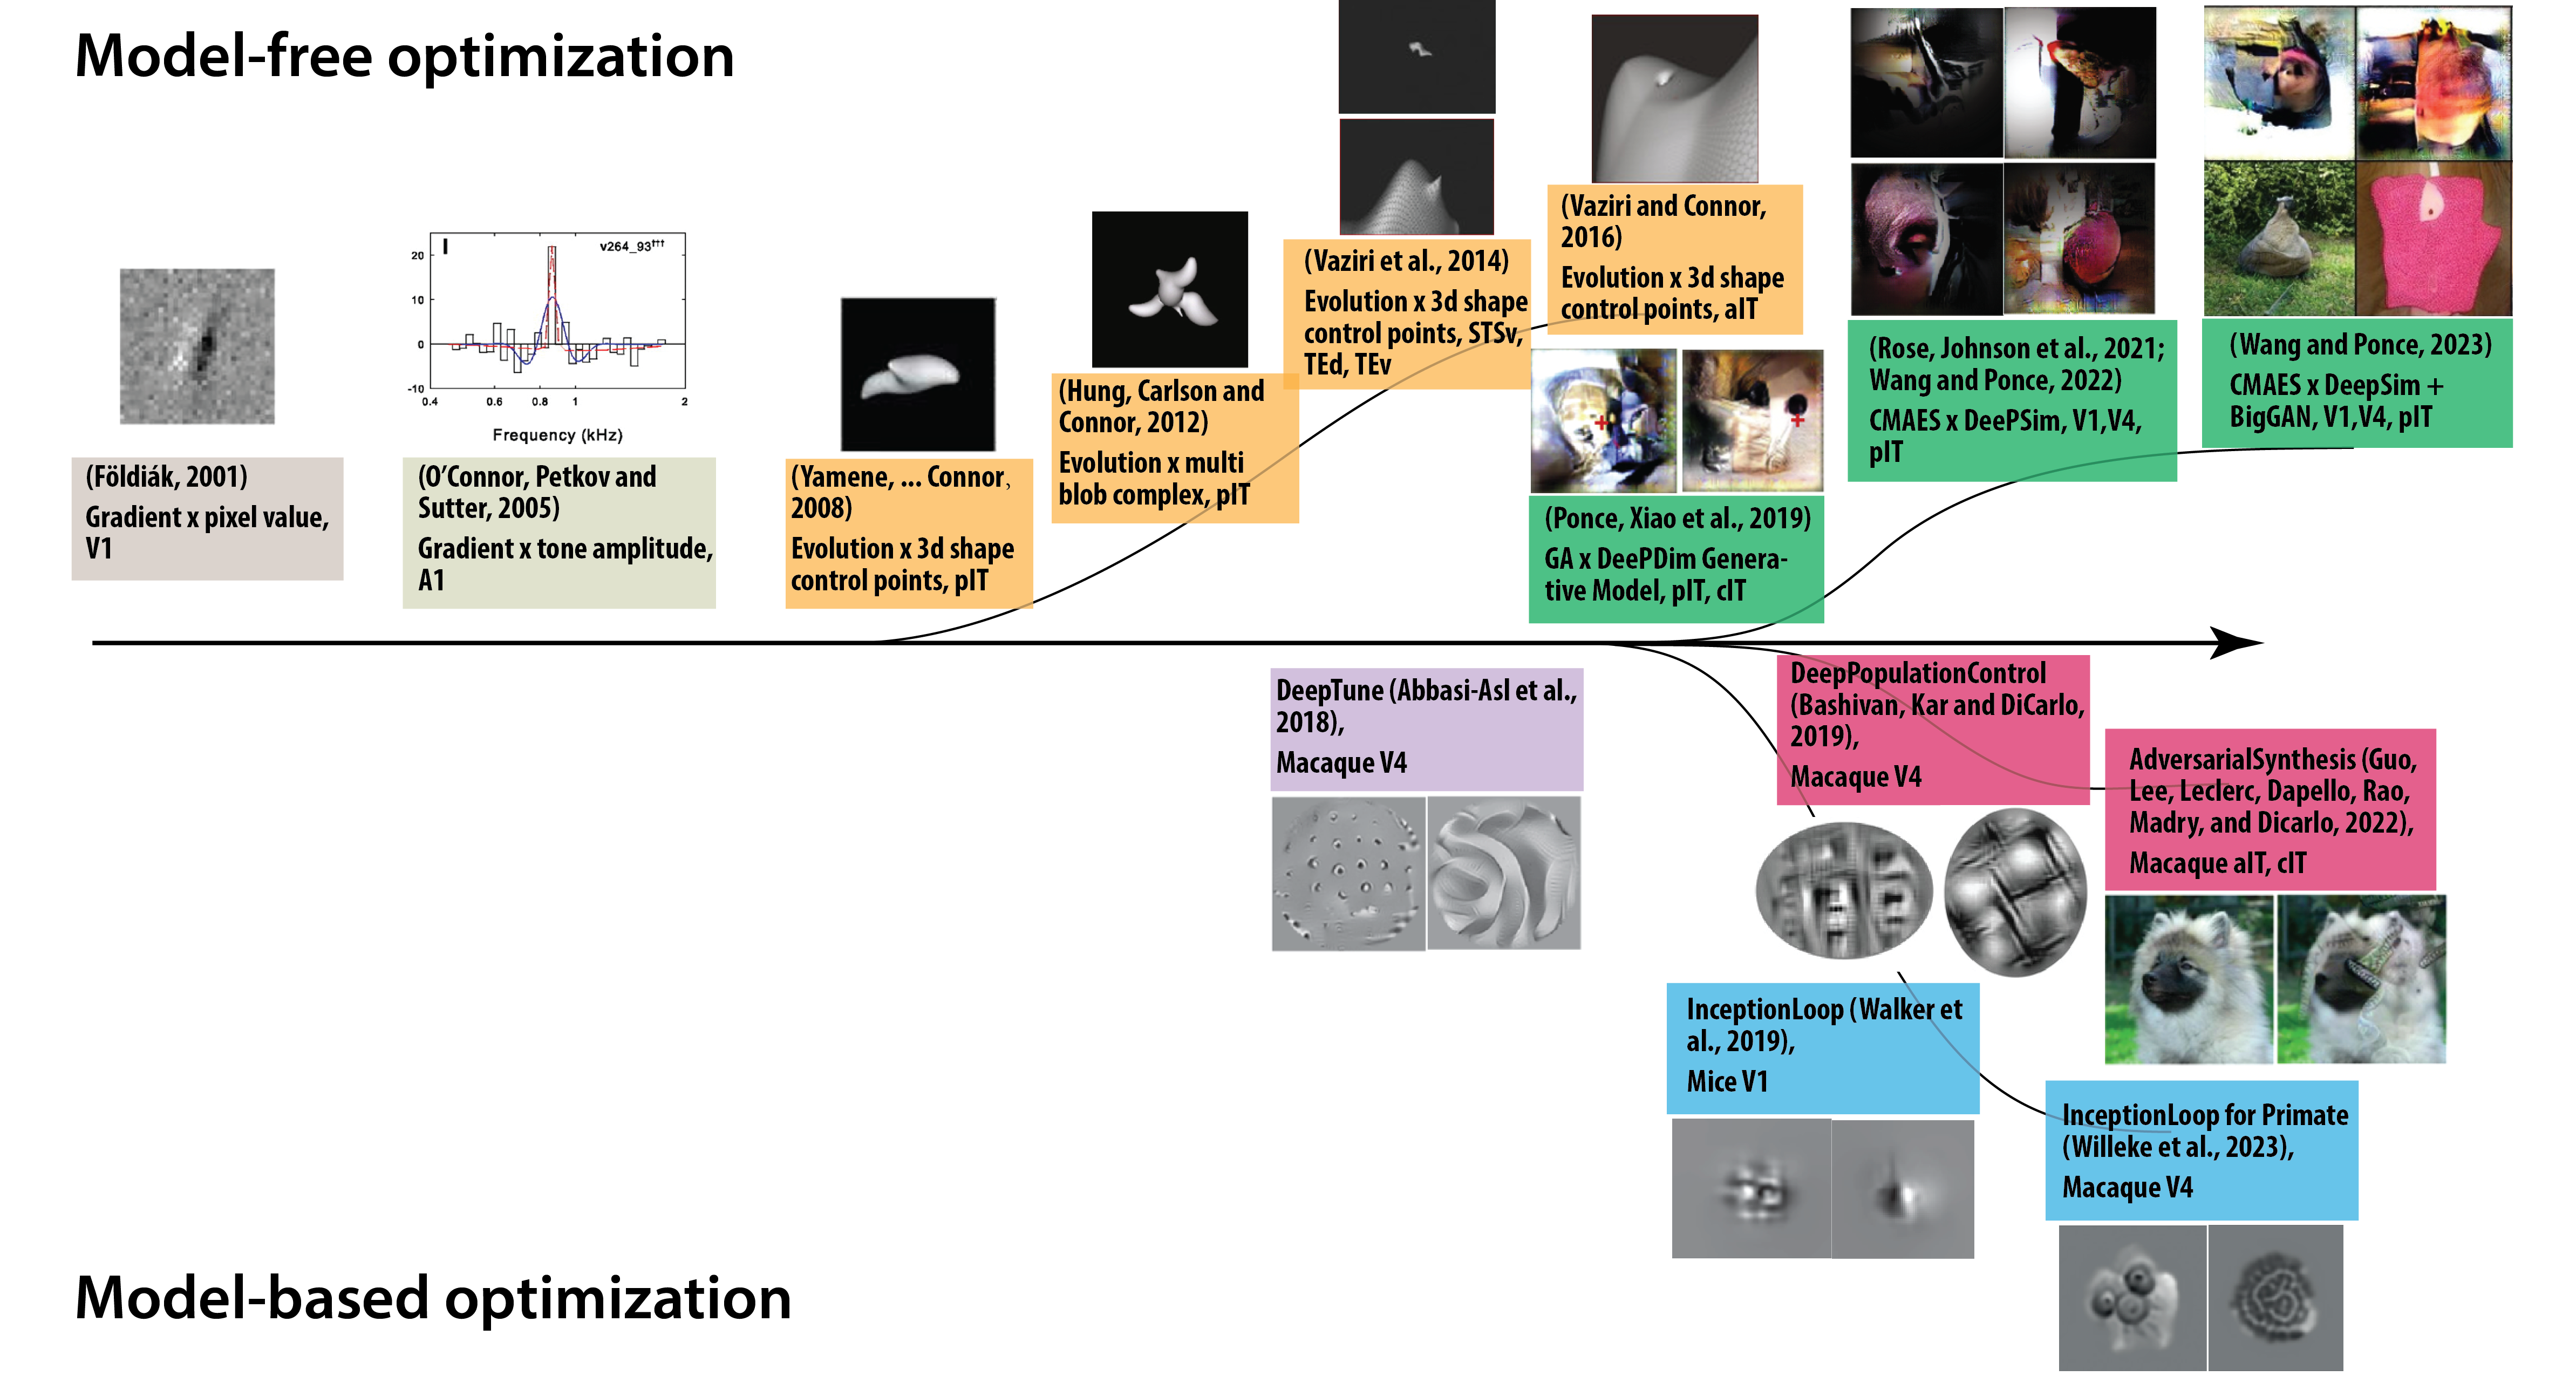 Model-free optimization
I
v264_93†††
20
10
0
-10
0.4
0.6
0.8
1
2
Frequency (kHz)
(Földiák, 2001)
Gradient x pixel value,
V1
(O'Connor, Petkov and
Sutter, 2005)
Gradient x tone amplitude,
A1
(Yamene, ... Connor,
2008)
Evolution x 3d shape
control points, pIT
(Hung, Carlson and
Connor, 2012)
Evolution x multi
blob complex, pIT
(Vaziri et al., 2014)
Evolution x 3d shape
control points, STSv,
TEd, TEv
(Vaziri and Connor,
2016)
Evolution x 3d shape
control points, aIT
(Ponce, Xiao et al., 2019)
GA x DeePDim Genera-
tive Model, pIT, cIT
(Rose, Johnson et al., 2021;
Wang and Ponce, 2022)
CMAES x DeePSim, V1,V4,
pIT
(Wang and Ponce, 2023)
CMAES x DeepSim +
BigGAN, V1,V4, pIT
DeepTune (Abbasi-Asl et al.,
2018),
Macaque V4
DeepPopulationControl
(Bashivan, Kar and DiCarlo,
2019),
Macaque V4
AdversarialSynthesis (Guo,
Lee, Leclerc, Dapello, Rao,
Madry, and Dicarlo, 2022),
Macaque aIT, cIT
InceptionLoop (Walker et
al., 2019),
Mice V1
InceptionLoop for Primate
(Willeke et al., 2023),
Macaque V4
Model-based optimization